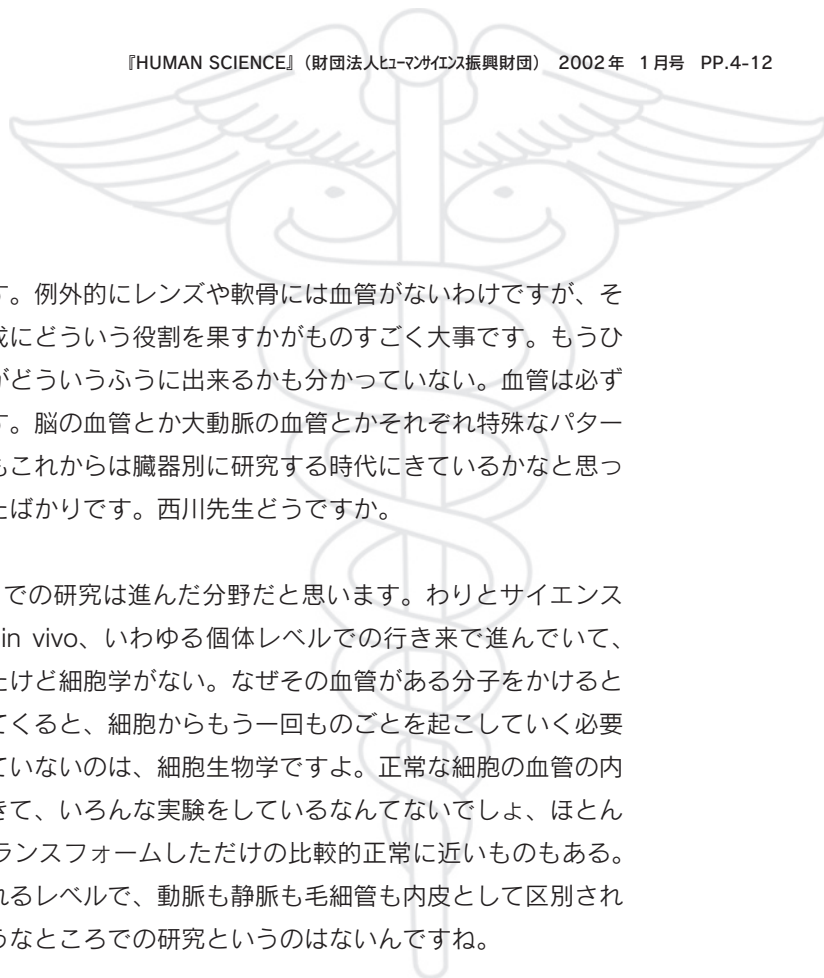 『HUMAN SCIENCE』（財団法人ﾋｭｰﾏﾝｻｲｴﾝｽ振興財団） 2002年 1月号 PP.4-12
す。例外的にレンズや軟骨には血管がないわけですが、そ
成にどういう役割を果すかがものすごく大事です。もうひ
がどういうふうに出来るかも分かっていない。血管は必ず
す。脳の血管とか大動脈の血管とかそれぞれ特殊なパター
もこれからは臓器別に研究する時代にきているかなと思っ
たばかりです。西川先生どうですか。
での研究は進んだ分野だと思います。わりとサイエンス
in vivo、いわゆる個体レベルでの行き来で進んでいて、
たけど細胞学がない。なぜその血管がある分子をかけると
てくると、細胞からもう一回ものごとを起こしていく必要
ていないのは、細胞生物学ですよ。正常な細胞の血管の内
きて、いろんな実験をしているなんてないでしょ、ほとん
ランスフォームしただけの比較的正常に近いものもある。
れるレベルで、動脈も静脈も毛細管も内皮として区別され
うなところでの研究というのはないんですね。